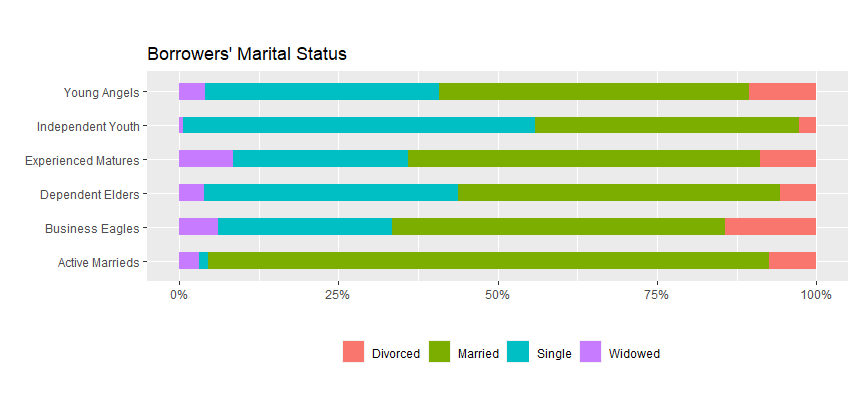 Borrowers' Marital Status
Young Angels
Independent Youth
Experienced Matures
Dependent Elders
Business Eagles
Active Marrieds
0% 25% 50% 75% 100%
Divorced Married Single Widowed